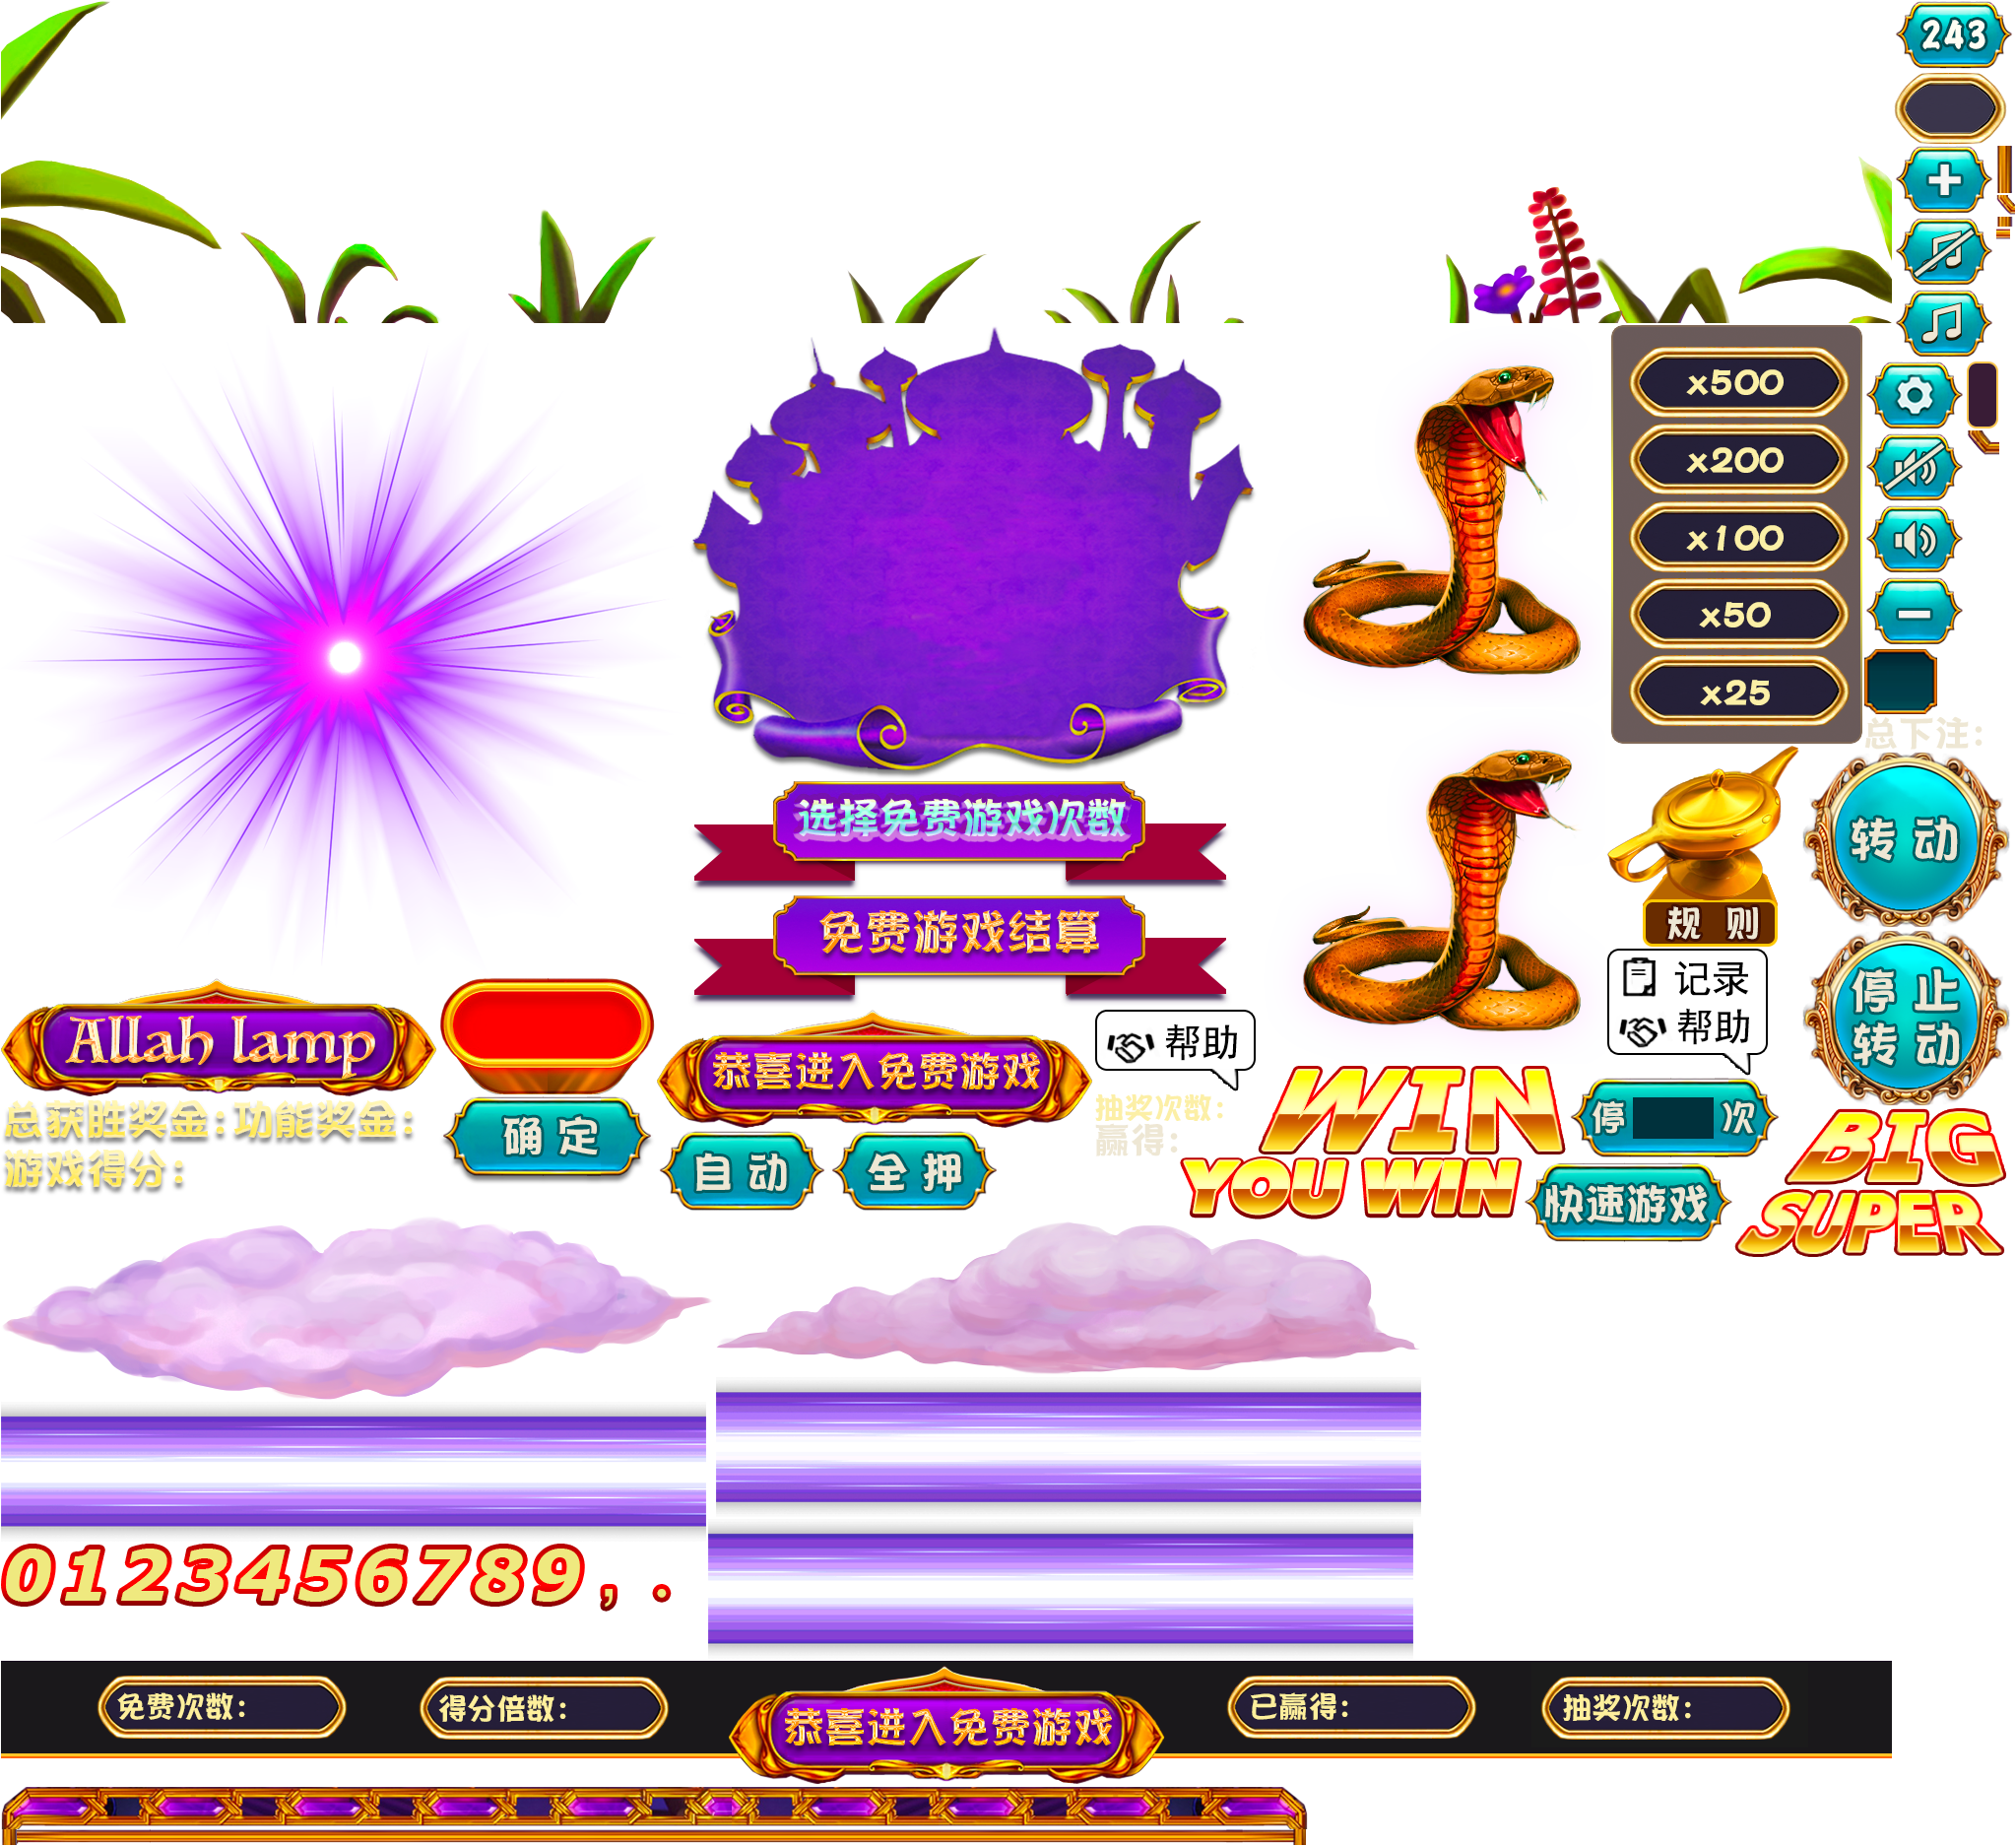 243
x500
x200
x100
x50
x25
总下注:
选择免费游戏次数
转 动
规 则
免费游戏结算
记录
帮助
停 止
转 动
Allah lamp
恭喜进入免费游戏
帮助
总获胜奖金:功能奖金:
游戏得分:
确 定
抽奖次数:
赢得:
自 动
全 押
WIN
YOU WIN
停 次
快速游戏
BIG
SUPER
0123456789,.
免费次数:
得分倍数:
恭喜进入免费游戏
已赢得:
抽奖次数: